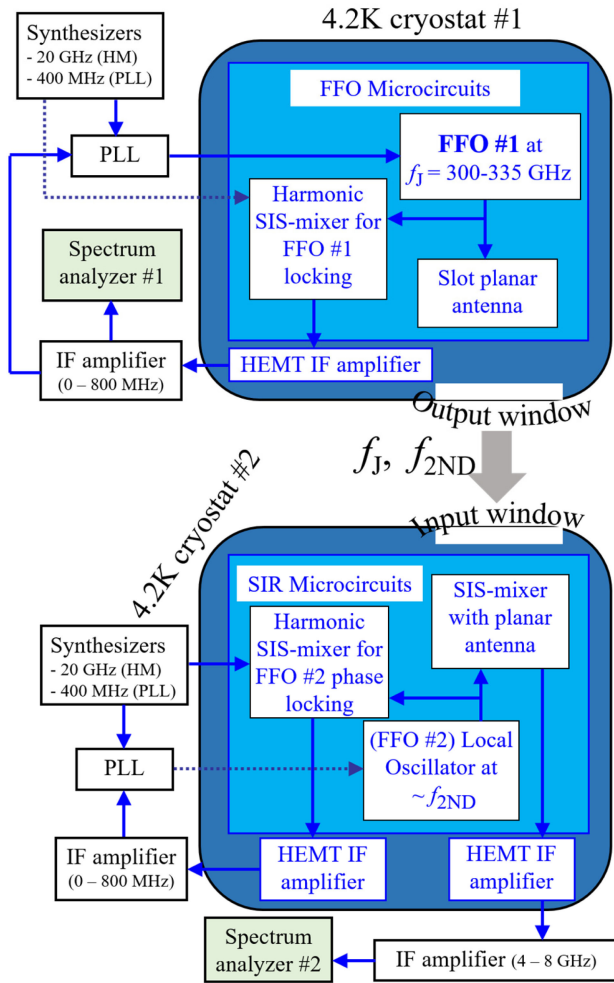 4.2K cryostat #1
Synthesizers
- 20 GHz (HM)
- 400 MHz (PLL)
FFO Microcircuits
PLL
FFO #1 at
fJ = 300-335 GHz
Harmonic
SIS-mixer for
FFO #1
locking
Spectrum
analyzer #1
Slot planar
antenna
IF amplifier
(0 – 800 MHz)
HEMT IF amplifier
Output window
fJ, f2ND
4.2K cryostat #2
Input window
SIR Microcircuits
SIS-mixer
with planar
antenna
Synthesizers
- 20 GHz (HM)
- 400 MHz (PLL)
Harmonic
SIS-mixer for
FFO #2 phase
locking
PLL
(FFO #2) Local
Oscillator at
~ f2ND
IF amplifier
(0 – 800 MHz)
HEMT IF
amplifier
HEMT IF
amplifier
Spectrum
analyzer #2
IF amplifier (4 – 8 GHz)